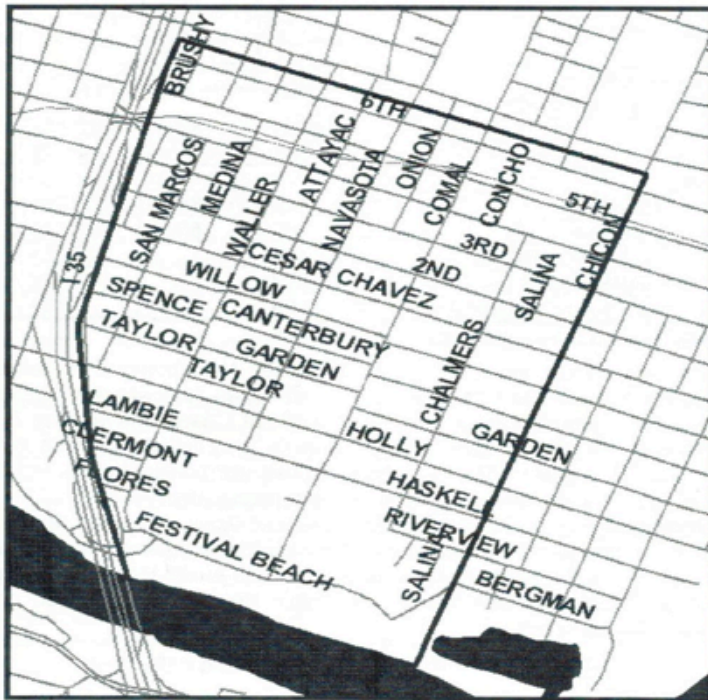 BRUSHY
6TH
ATTAYAC
ONION
CONCHO
SAN MARCOS
MEDINA
WALLER
NAVASOTA
COMAL
5TH
CHICON
3RD
2ND
SALINA
I 35
CESAR CHAVEZ
WILLOW
SPENCE
CANTERBURY
TAYLOR
GARDEN
TAYLOR
CHALMERS
LAMBIE
HOLLY
GARDEN
CLERMONT
FLORES
HASKELL
RIVERVIEW
FESTIVAL BEACH
SALINA
BERGMAN